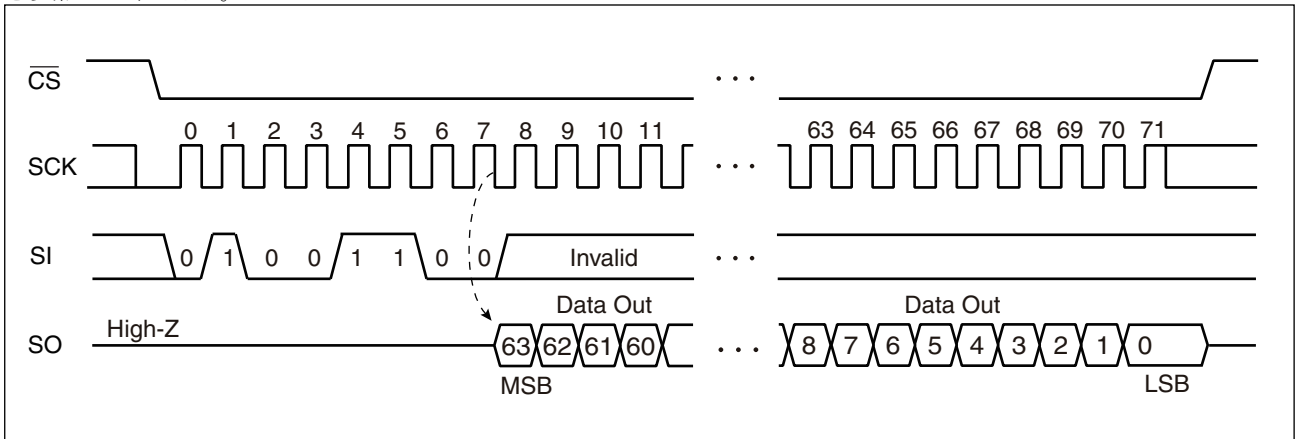 CS
0 1 2 3 4 5 6 7 8 9 10 11 63 64 65 66 67 68 69 70 71
SCK
SI 0 1 0 0 1 1 0 0 Invalid
Data Out Data Out
High-Z
SO 63 62 61 60 8 7 6 5 4 3 2 1 0
MSB LSB